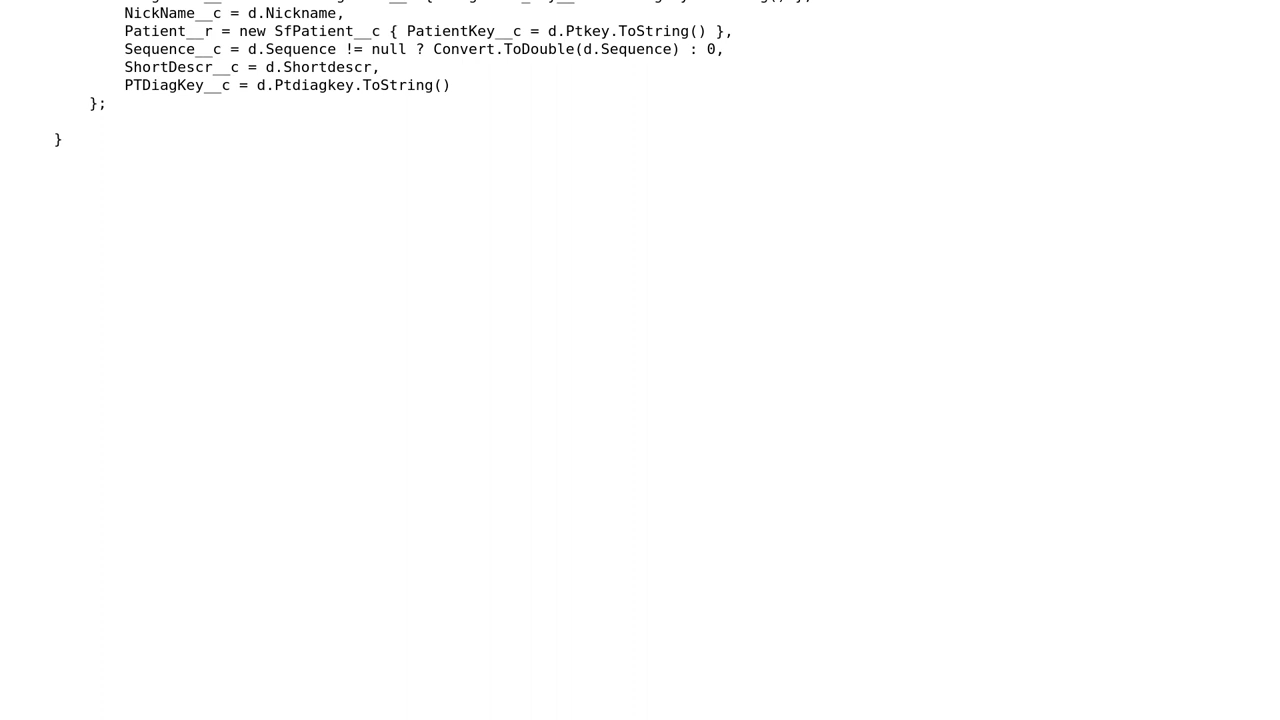 NickName__c = d.Nickname,
Patient__r = new SfPatient__c { PatientKey__c = d.Ptkey.ToString() },
Sequence__c = d.Sequence != null ? Convert.ToDouble(d.Sequence) : 0,
ShortDescr__c = d.Shortdescr,
PTDiagKey__c = d.Ptdiagkey.ToString()
};
}